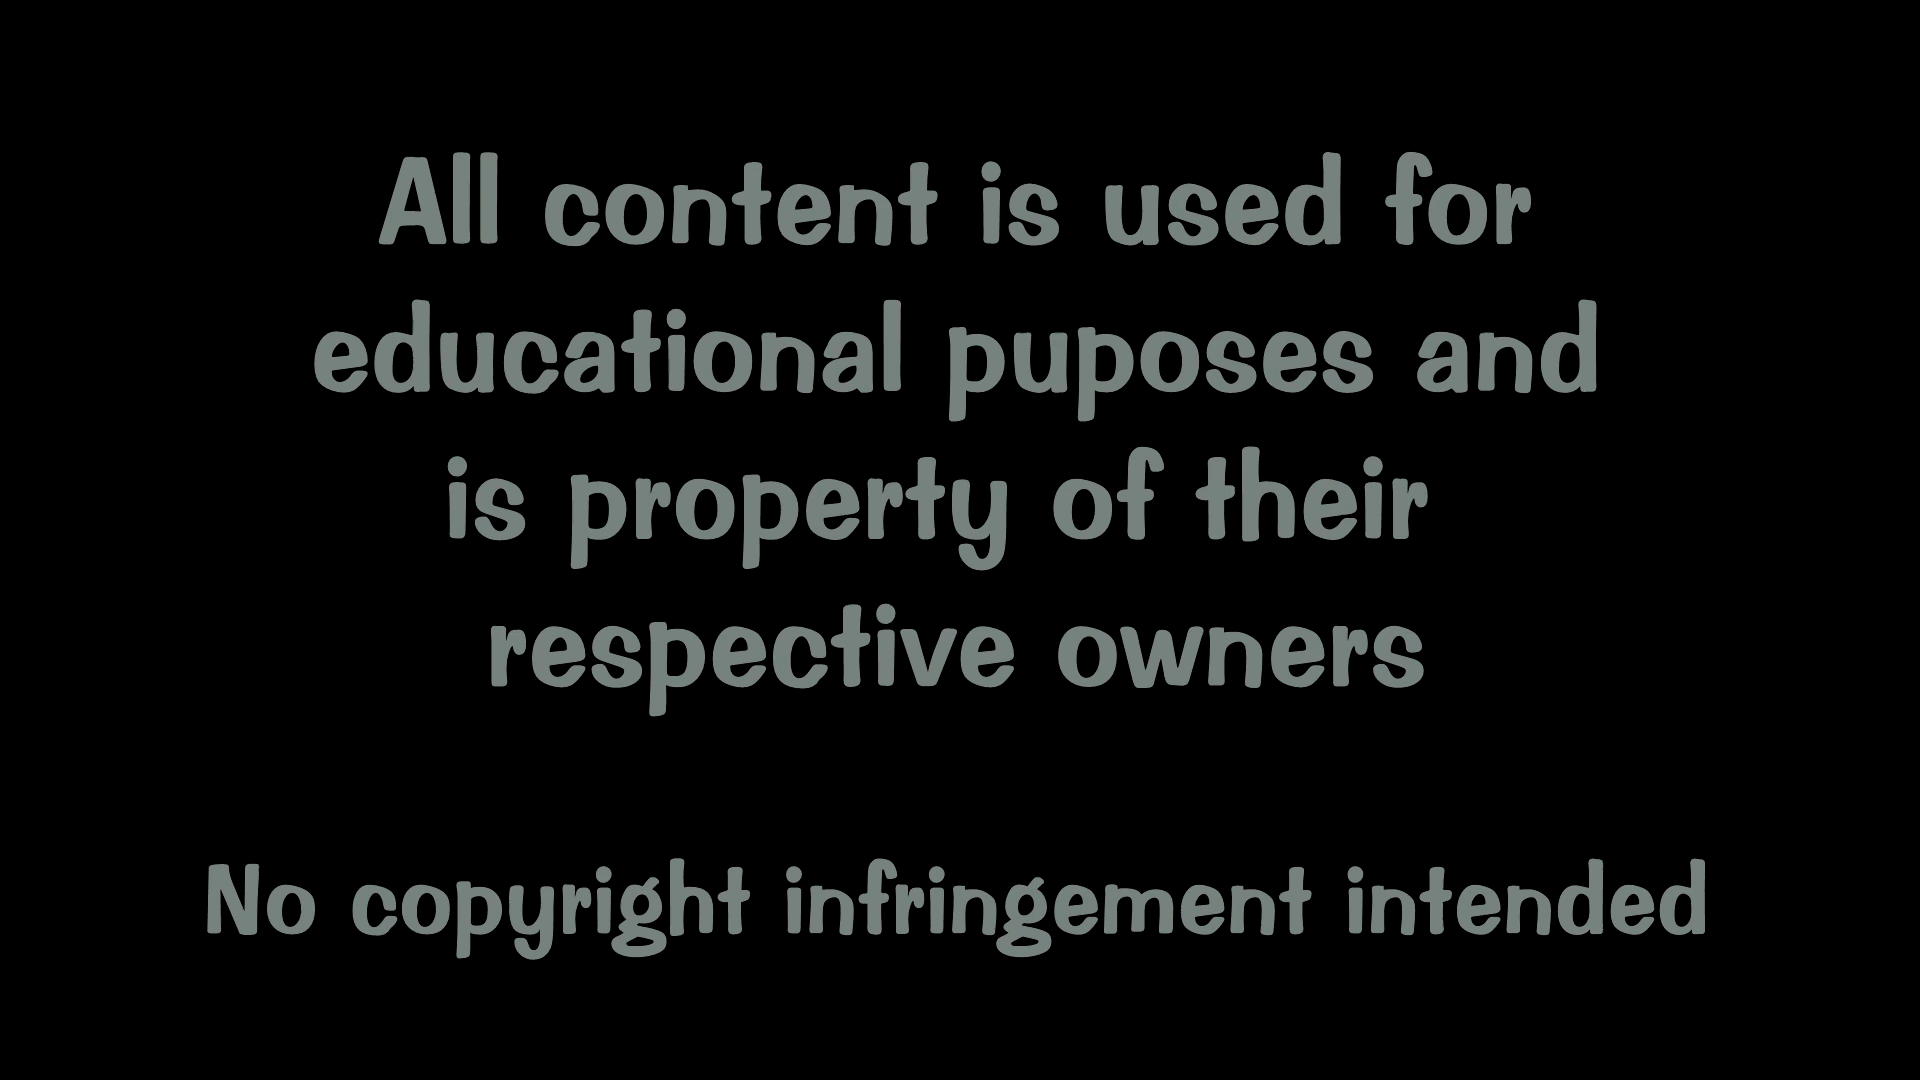 All content is used for
educational puposes and
is property of their
respective owners
No copyright infringement intended